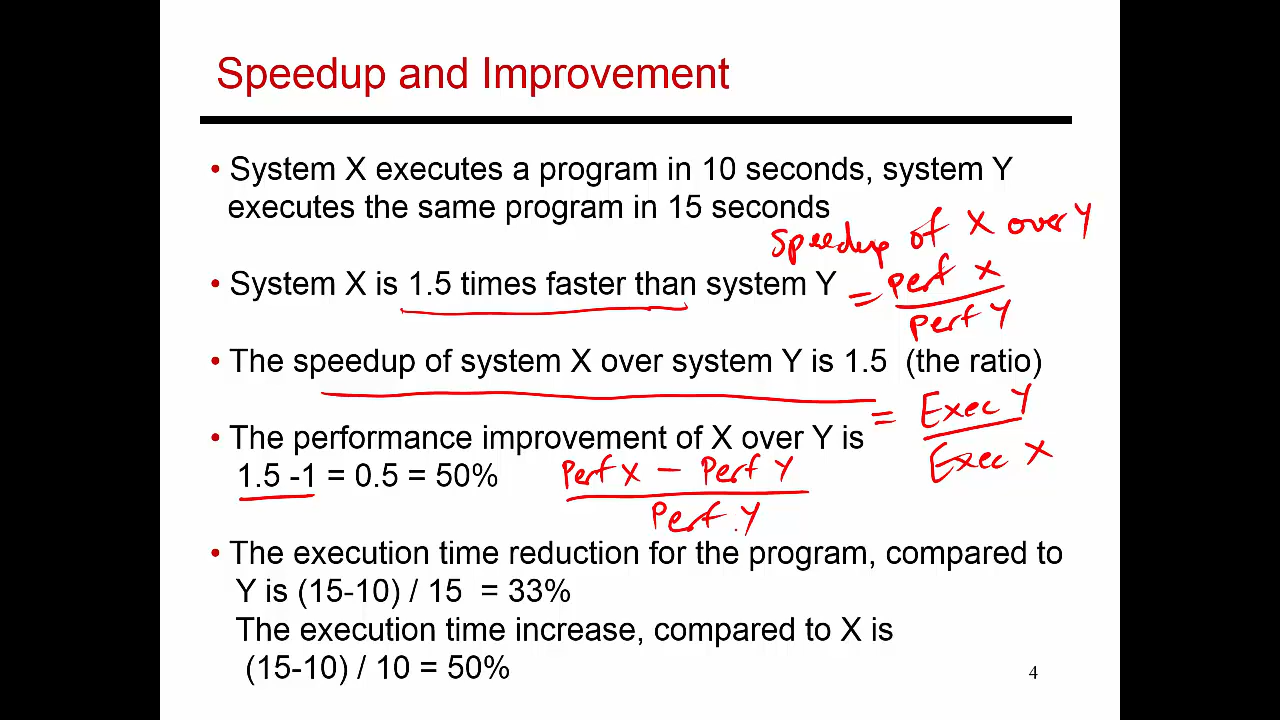 Speedup and Improvement
• System X executes a program in 10 seconds, system Y
executes the same program in 15 seconds
Speedup of X over Y
• System X is 1.5 times faster than system Y
= Perf X
Perf Y
• The speedup of system X over system Y is 1.5 (the ratio)
= Exec Y
Exec X
• The performance improvement of X over Y is
1.5 -1 = 0.5 = 50%
Perf X - Perf Y
Perf Y
• The execution time reduction for the program, compared to
Y is (15-10) / 15 = 33%
The execution time increase, compared to X is
(15-10) / 10 = 50%
4